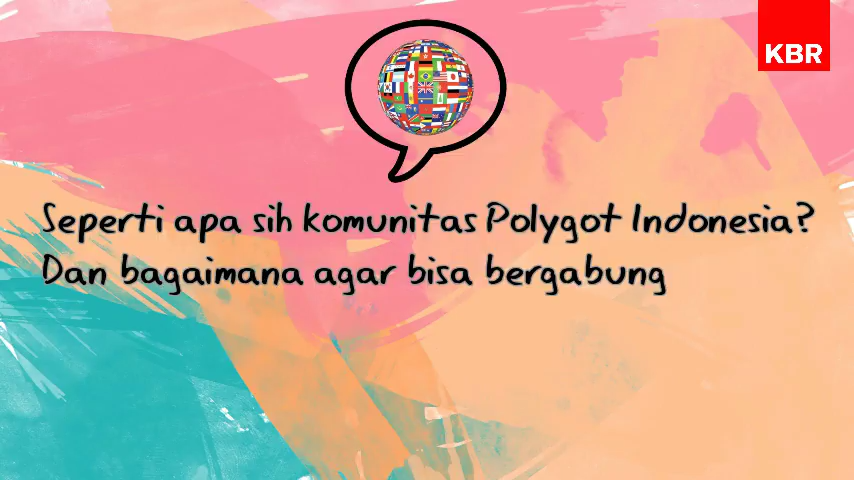 KBR
Seperti apa sih komunitas Polygot Indonesia?
Dan bagaimana agar bisa bergabung